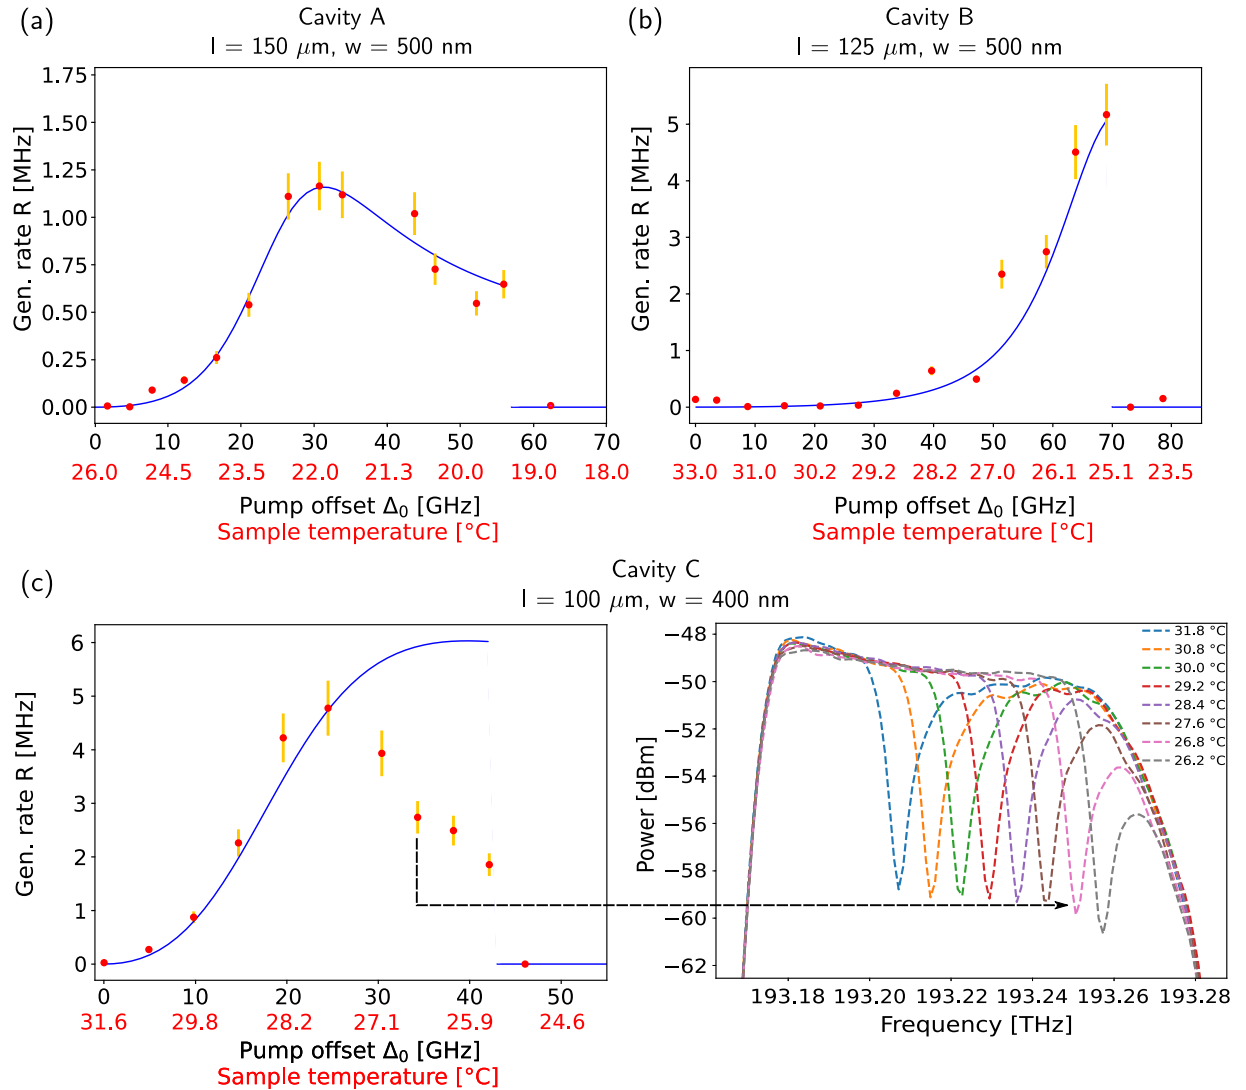 (a)
Cavity A
l = 150 μm, w = 500 nm
Gen. rate R [MHz]
1.75
1.50
1.25
1.00
0.75
0.50
0.25
0.00
0 10 20 30 40 50 60 70
26.0 24.5 23.5 22.0 21.3 20.0 19.0 18.0
Pump offset Δ₀ [GHz]
Sample temperature [°C]
(b)
Cavity B
l = 125 μm, w = 500 nm
Gen. rate R [MHz]
5
4
3
2
1
0
0 10 20 30 40 50 60 70 80
33.0 31.0 30.2 29.2 28.2 27.0 26.1 25.1 23.5
Pump offset Δ₀ [GHz]
Sample temperature [°C]
(c)
Cavity C
l = 100 μm, w = 400 nm
Gen. rate R [MHz]
6
5
4
3
2
1
0
0 10 20 30 40 50
31.6 29.8 28.2 27.1 25.9 24.6
Pump offset Δ₀ [GHz]
Sample temperature [°C]
Power [dBm]
−48
−50
−52
−54
−56
−58
−60
−62
31.8 °C
30.8 °C
30.0 °C
29.2 °C
28.4 °C
27.6 °C
26.8 °C
26.2 °C
193.18 193.20 193.22 193.24 193.26 193.28
Frequency [THz]